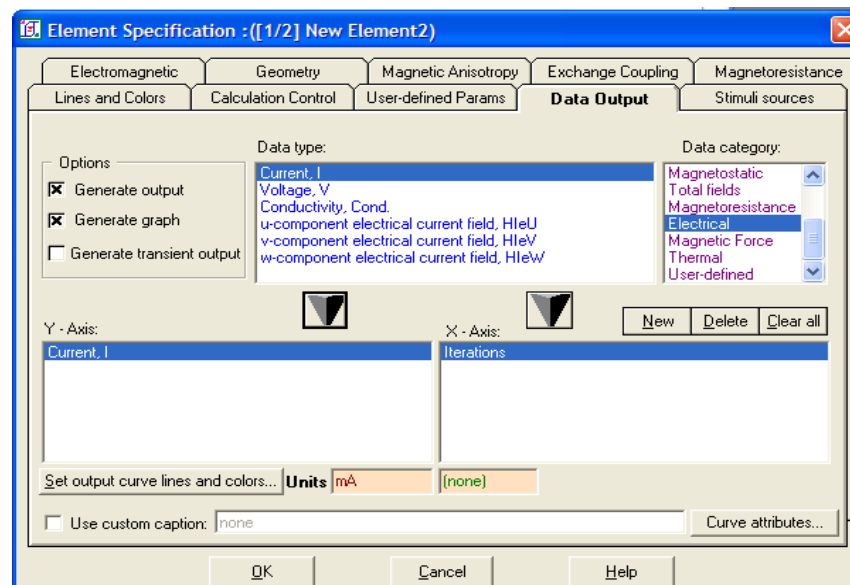 Element Specification :([1/2] New Element2)
Electromagnetic Geometry Magnetic Anisotropy Exchange Coupling Magnetoresistance
Lines and Colors Calculation Control User-defined Params Data Output Stimuli sources
Data type: Data category:
Options
Generate output
Generate graph
Generate transient output
Current, I
Voltage, V
Conductivity, Cond.
u-component electrical current field, HIeU
v-component electrical current field, HIeV
w-component electrical current field, HIeW
Magnetostatic
Total fields
Magnetoresistance
Electrical
Magnetic Force
Thermal
User-defined
New Delete Clear all
Y - Axis: X - Axis:
Current, I Iterations
Set output curve lines and colors... Units mA (none)
Use custom caption: none Curve attributes...
OK Cancel Help